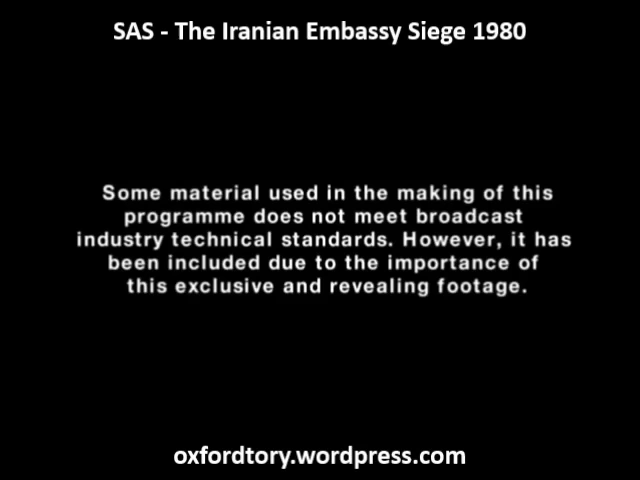 SAS - The Iranian Embassy Siege 1980
Some material used in the making of this
programme does not meet broadcast
industry technical standards. However, it has
been included due to the importance of
this exclusive and revealing footage.
oxfordtory.wordpress.com